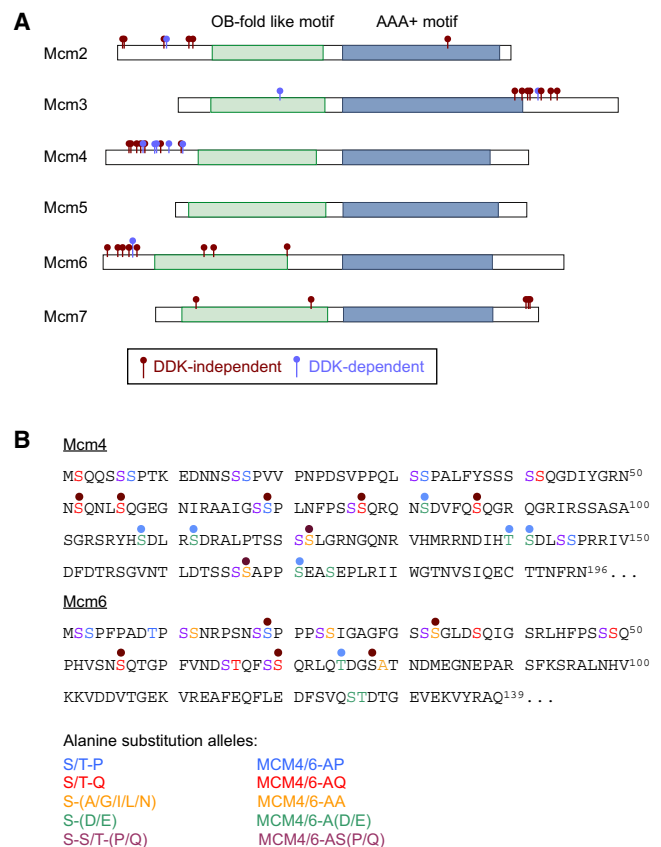 A
OB-fold like motif AAA+ motif
Mcm2
Mcm3
Mcm4
Mcm5
Mcm6
Mcm7
DDK-independent DDK-dependent
B
Mcm4
MSQQSSSPTK EDNNSSSPVV PNPDSVPPQL SSPALFYSSS SSQGDIYGRN50
NSQNLSQGEG NIRAAIGSSP LNFPSSSQRQ NSDVFQSQGR QGRIRSSASA100
SGRSRYHSDL RSDRALPTSS SSLGRNGQNR VHMRRNDIHT SDLSSPRRIV150
DFDTRSGVNT LDTSSSSAPP SEASEPLRII WGTNVSIQEC TTNFRN196...
Mcm6
MSSPFPADTP SSNRPSNSSP PPSSIGAGFG SSSGLDSQIG SRLHFPSSSQ50
PHVSNSQTGP FVNDSTQFSS QRLQTDGSAT NDMEGNEPAR SFKSRALNHV100
KKVDDVTGEK VREAFEQFLE DFSVQSTDTG EVEKVYRAQ139...
Alanine substitution alleles:
S/T-P MCM4/6-AP
S/T-Q MCM4/6-AQ
S-(A/G/I/L/N) MCM4/6-AA
S-(D/E) MCM4/6-A(D/E)
S-S/T-(P/Q) MCM4/6-AS(P/Q)